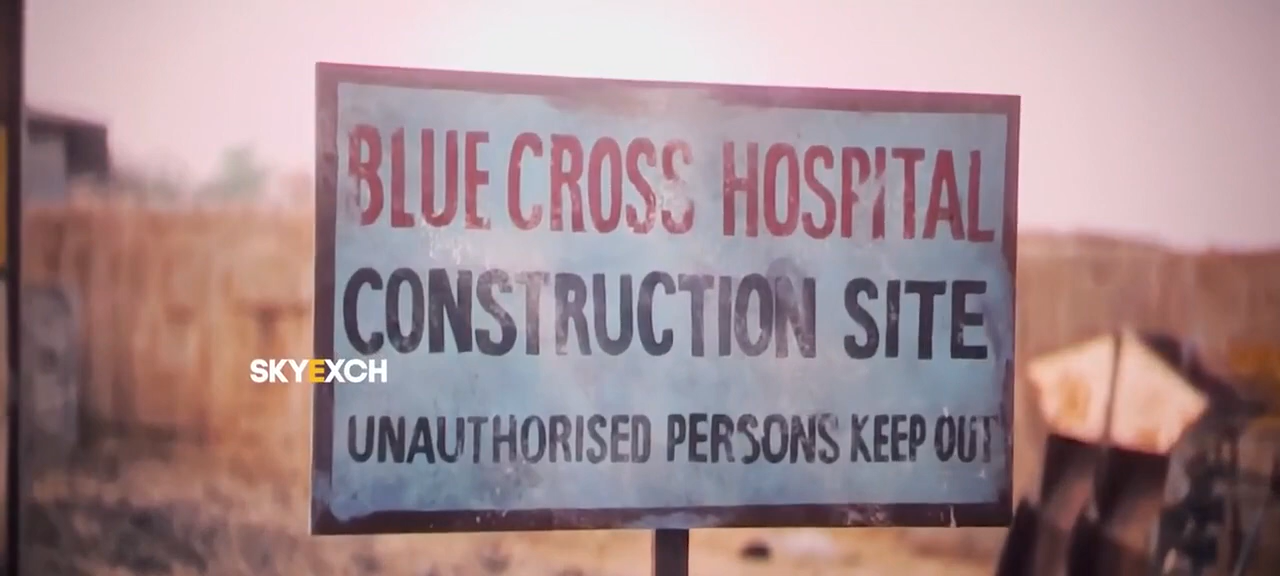 BLUE CROSS HOSPITAL
CONSTRUCTION SITE
SKYEXCH
UNAUTHORISED PERSONS KEEP OUT